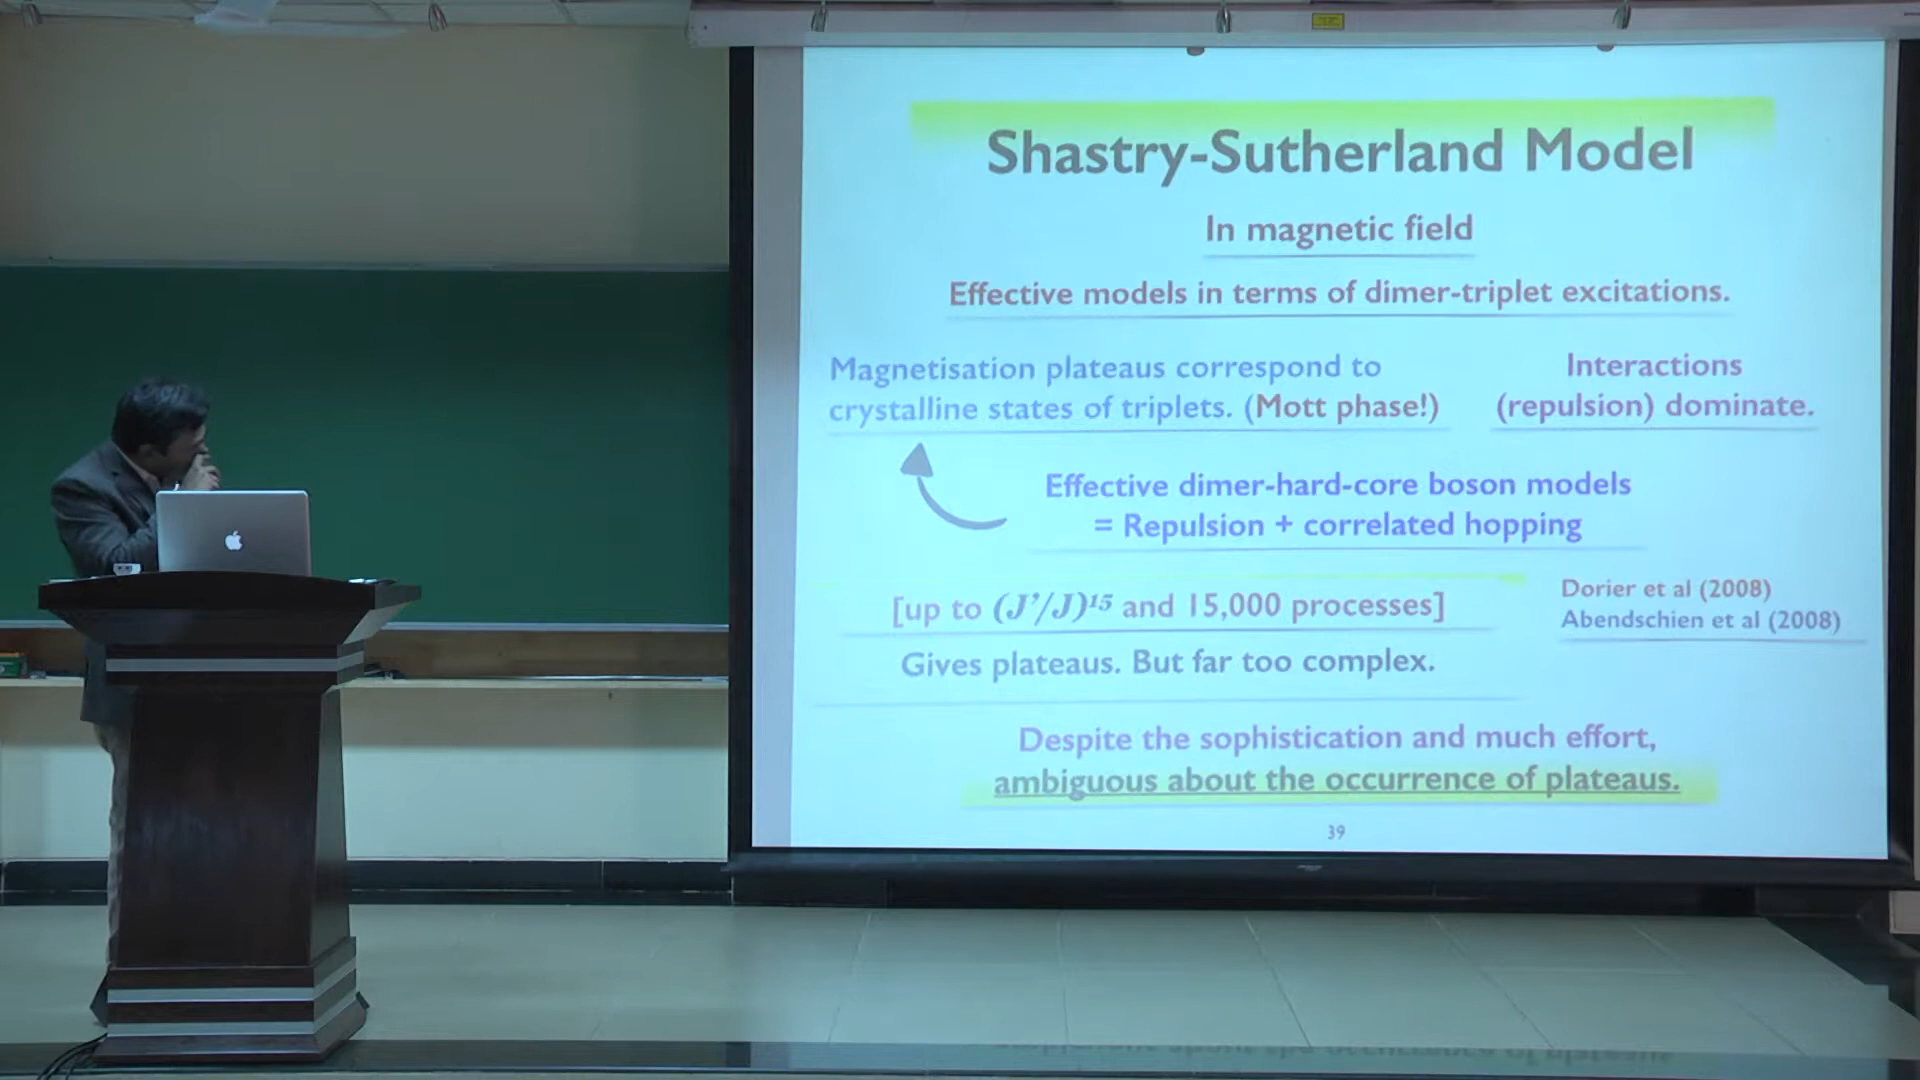 Shastry-Sutherland Model
In magnetic field
Effective models in terms of dimer-triplet excitations.
Magnetisation plateaus correspond to
crystalline states of triplets. (Mott phase!)
Interactions
(repulsion) dominate.
Effective dimer-hard-core boson models
= Repulsion + correlated hopping
[up to (J'/J)¹⁵ and 15,000 processes]
Dorier et al (2008)
Abendschien et al (2008)
Gives plateaus. But far too complex.
Despite the sophistication and much effort,
ambiguous about the occurrence of plateaus.
39